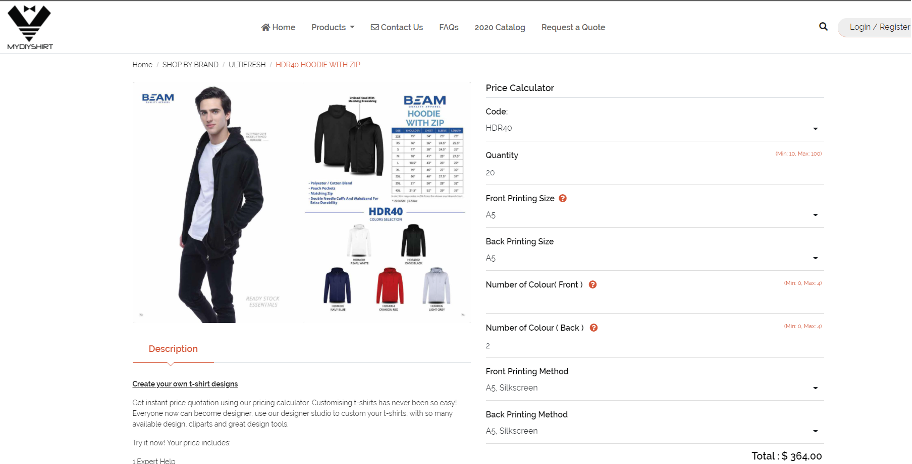 MYDIYSHIRT
Home
Products
Contact Us
FAQs
2020 Catalog
Request a Quote
Login / Register
Home / SHOP BY BRAND / ULTIFRESH / HDR40 HOODIE WITH ZIP
BEAM
BEAM
HOODIE
WITH ZIP
- Polyester / Cotton Blend
- Pouch Pockets
- Matching Zip
- Double Needle Cuffs And Waistband For
Extra Durability
HDR40
COLORS SELECTION
READY STOCK
ESSENTIALS
Description
Create your own t-shirt designs
Get instant price quotation using our pricing calculator. Customising t-shirts has never been so easy!
Everyone now can become designer, use our designer studio to custom your t-shirts, with so many
available design, cliparts and great design tools.
Try it now! Your price includes:
1.Expert Help
Price Calculator
Code:
HDR40
Quantity
(Min: 10, Max: 100)
20
Front Printing Size
A5
Back Printing Size
A5
Number of Colour( Front )
(Min: 0, Max: 4)
Number of Colour ( Back )
(Min: 0, Max: 4)
2
Front Printing Method
A5, Silkscreen
Back Printing Method
A5, Silkscreen
Total : $ 364.00